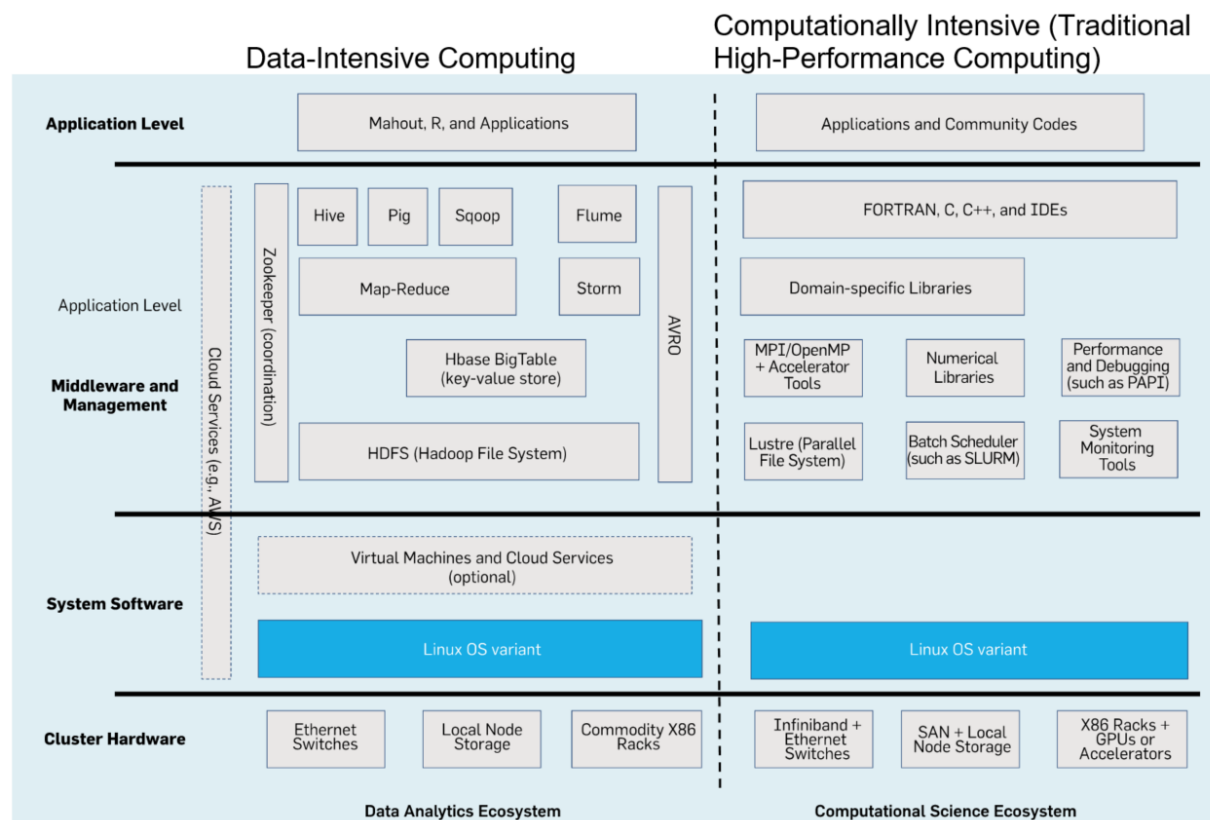 Data-Intensive Computing
Computationally Intensive (Traditional
High-Performance Computing)
Application Level
Mahout, R, and Applications
Applications and Community Codes
Cloud Services (e.g., AWS)
Zookeeper (coordination)
Hive
Pig
Sqoop
Flume
AVRO
FORTRAN, C, C++, and IDEs
Application Level
Map-Reduce
Storm
Domain-specific Libraries
Middleware and
Management
Hbase BigTable
(key-value store)
MPI/OpenMP
+ Accelerator
Tools
Numerical
Libraries
Performance
and Debugging
(such as PAPI)
HDFS (Hadoop File System)
Lustre (Parallel
File System)
Batch Scheduler
(such as SLURM)
System
Monitoring
Tools
System Software
Virtual Machines and Cloud Services
(optional)
Linux OS variant
Linux OS variant
Cluster Hardware
Ethernet
Switches
Local Node
Storage
Commodity X86
Racks
Infiniband +
Ethernet
Switches
SAN + Local
Node Storage
X86 Racks +
GPUs or
Accelerators
Data Analytics Ecosystem
Computational Science Ecosystem